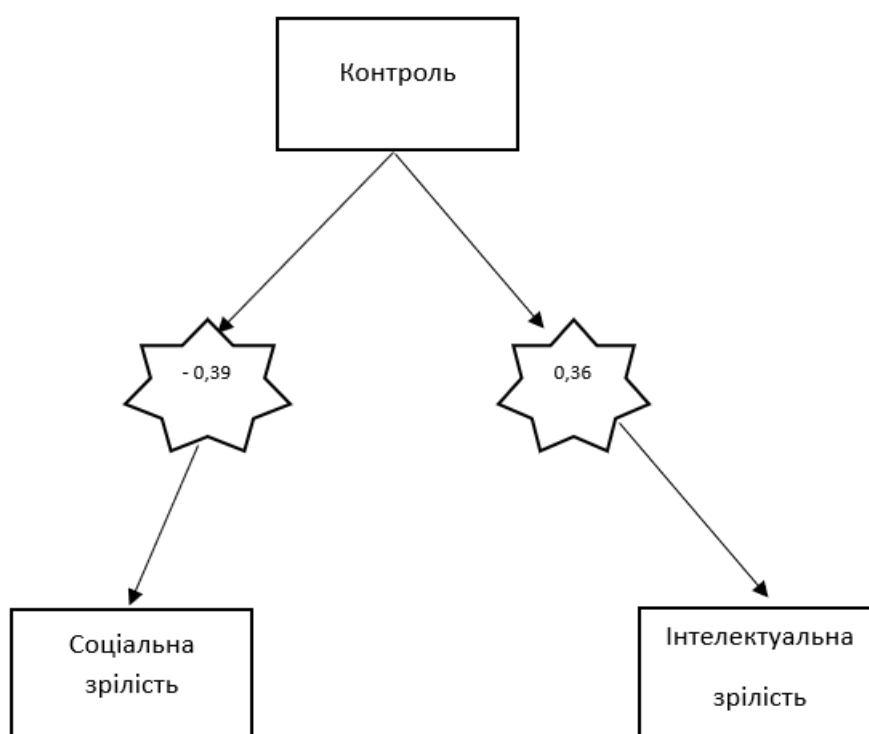 Контроль
- 0,39
0,36
Соціальна
зрілість
Інтелектуальна
зрілість